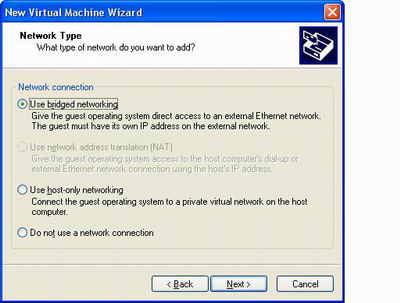 New Virtual Machine Wizard
Network Type
What type of network do you want to add?
Network connection
Use bridged networking
Give the guest operating system direct access to an external Ethernet network.
The guest must have its own IP address on the external network.
Use network address translation (NAT)
Give the guest operating system access to the host computer's dial-up or
external Ethernet network connection using the host's IP address.
Use host-only networking
Connect the guest operating system to a private virtual network on the host
computer.
Do not use a network connection
< Back
Next >
Cancel